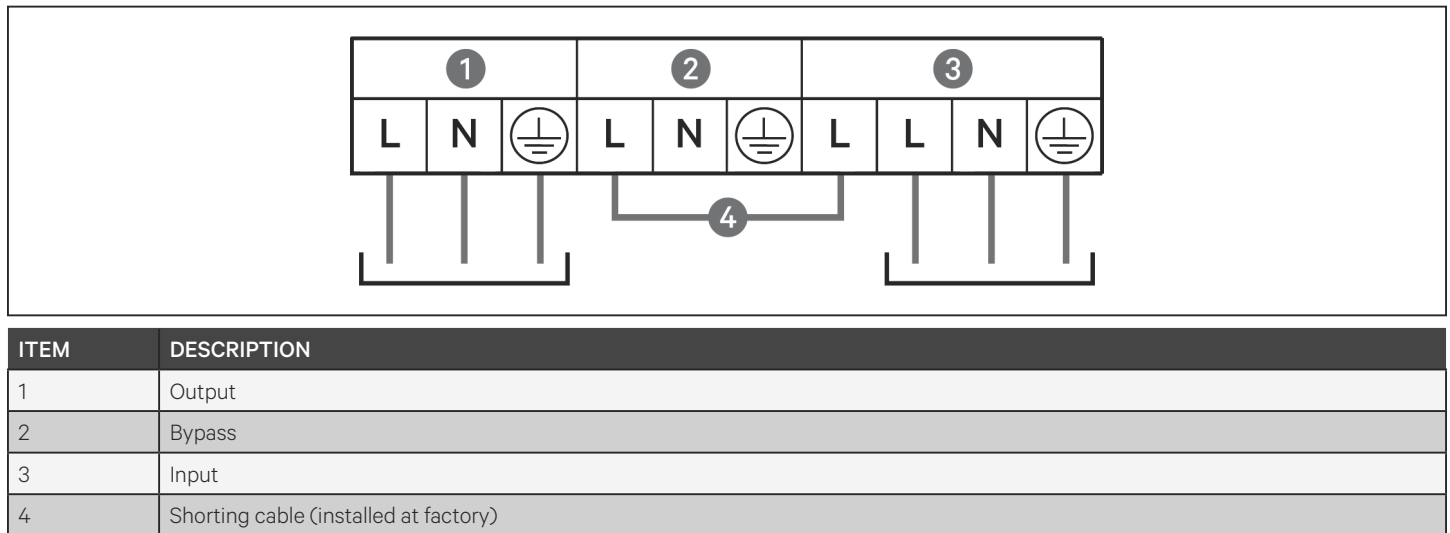 1 2 3
L N L N L L N
4
ITEM DESCRIPTION
1 Output
2 Bypass
3 Input
4 Shorting cable (installed at factory)